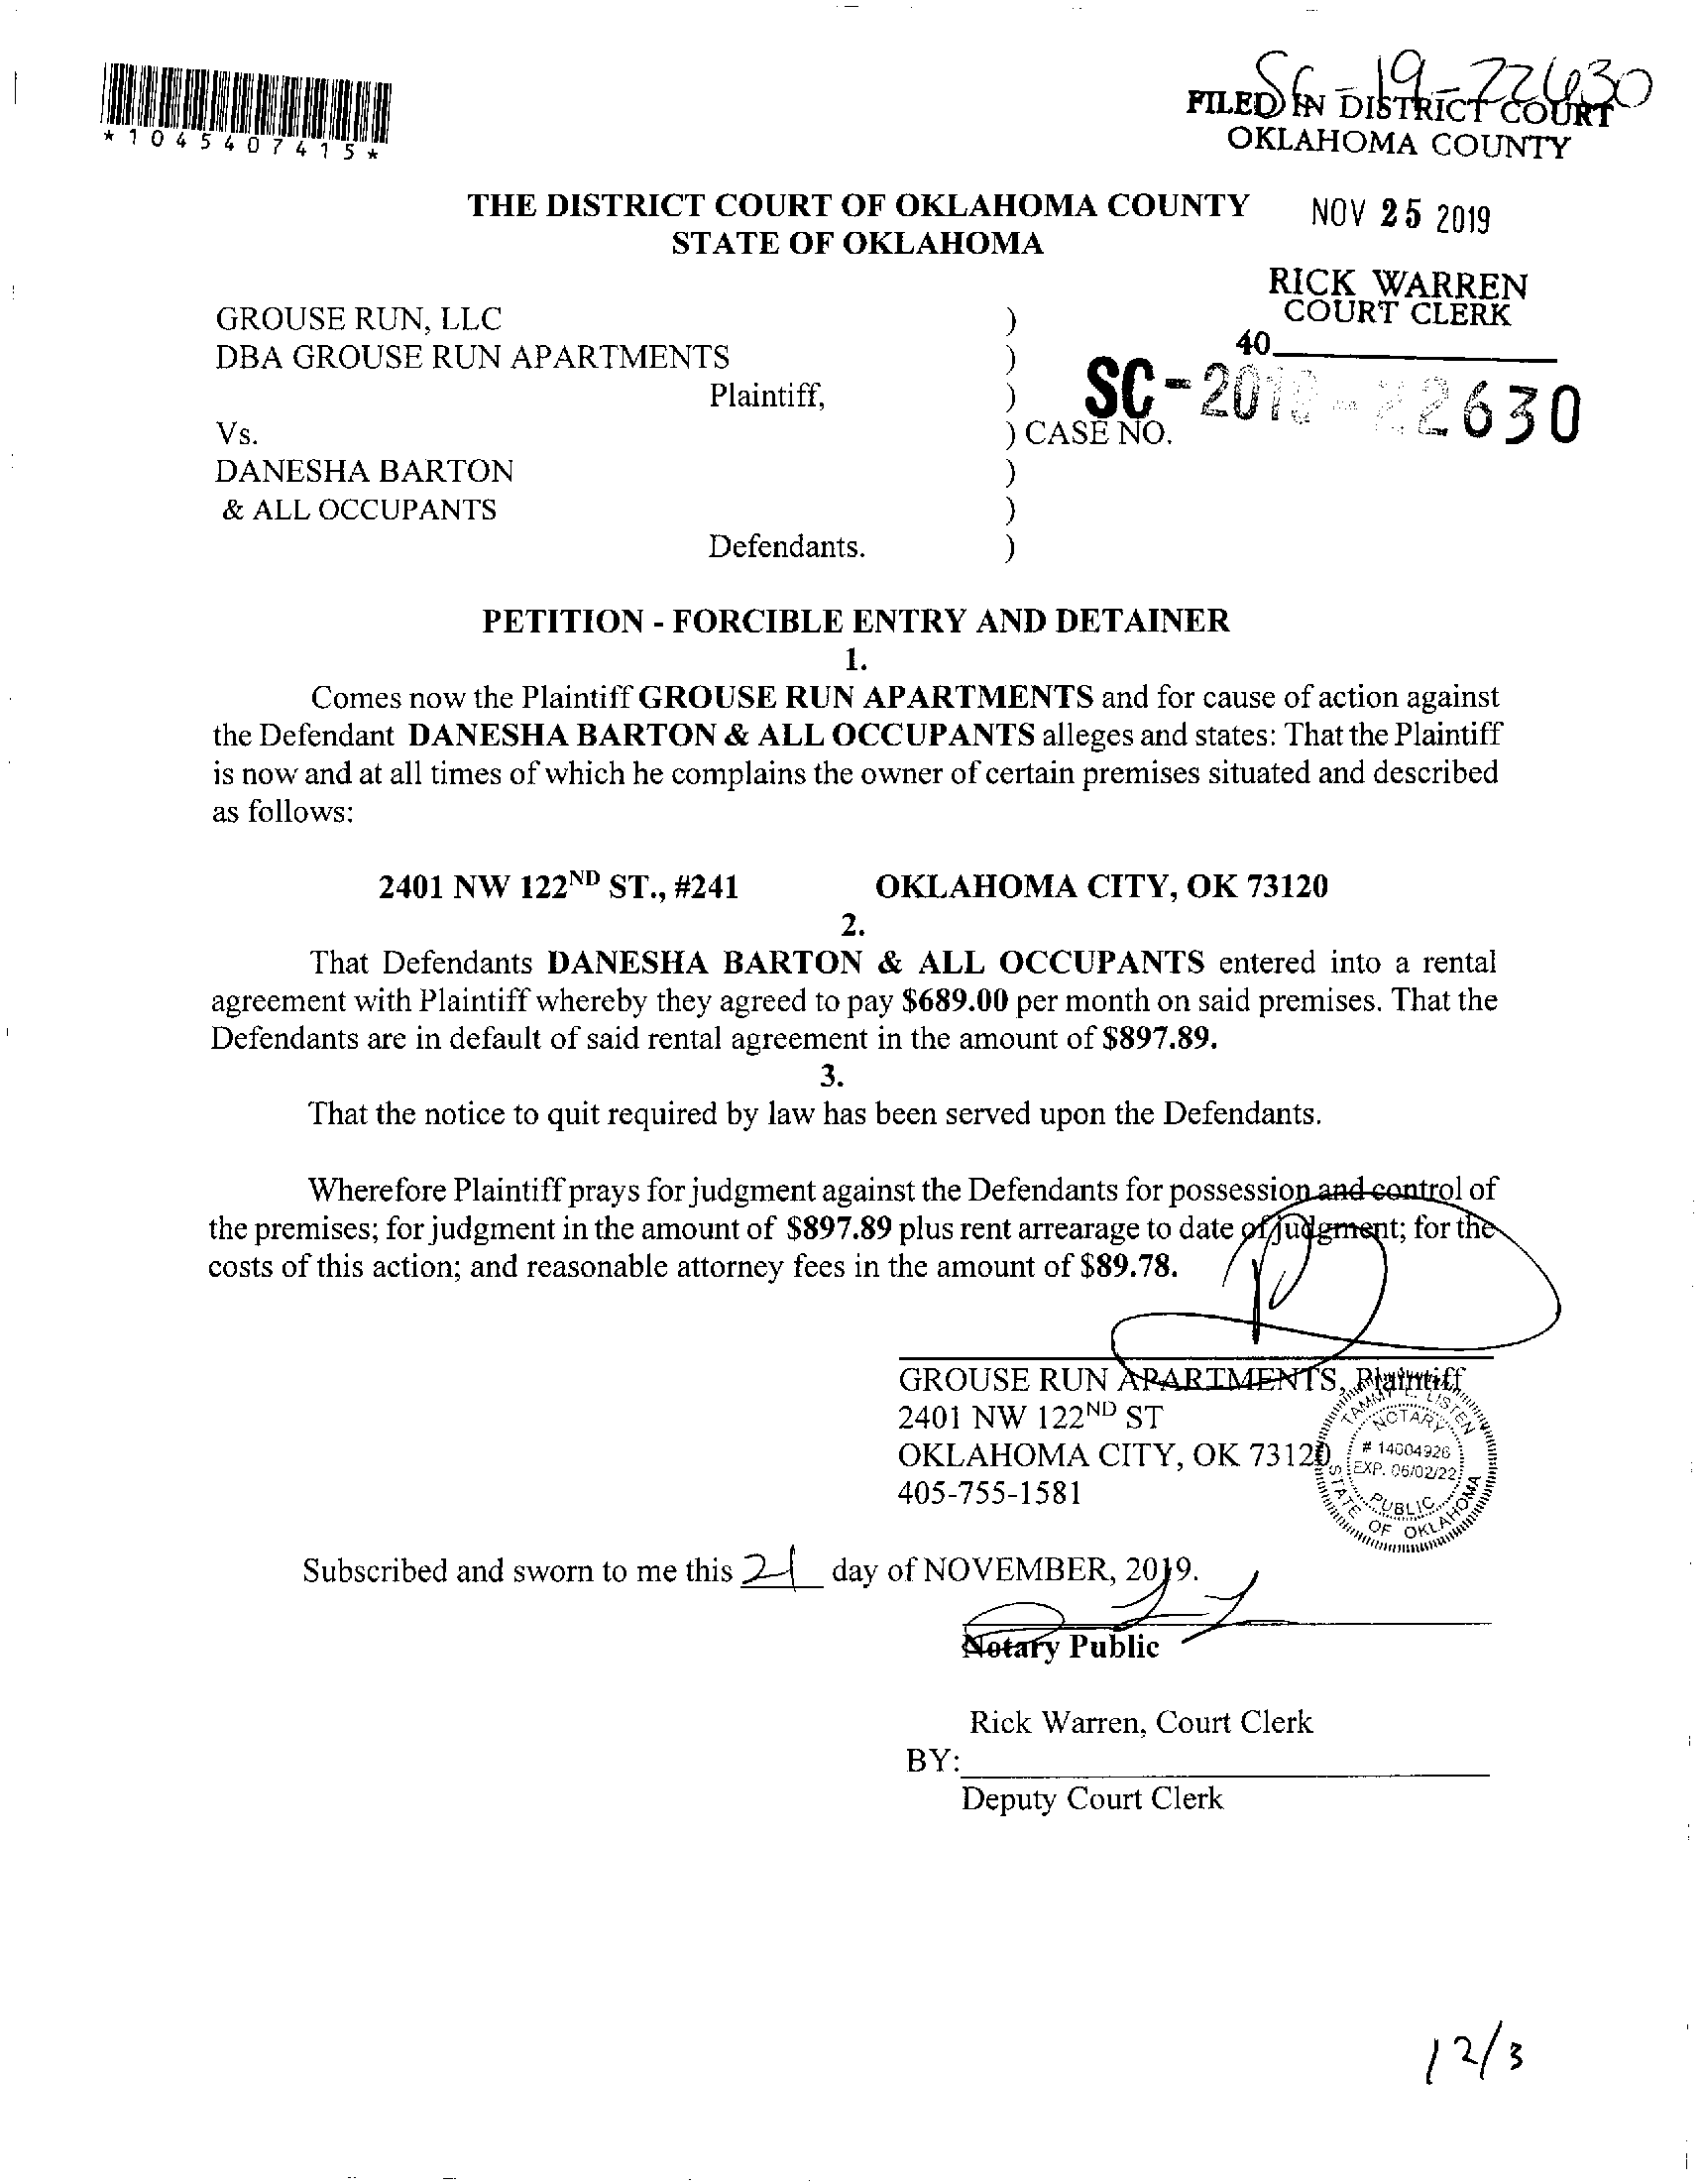 SC-19-22630
*1045407415*
FILED IN DISTRICT COURT
OKLAHOMA COUNTY
THE DISTRICT COURT OF OKLAHOMA COUNTY
STATE OF OKLAHOMA
NOV 25 2019
RICK WARREN
COURT CLERK
40
GROUSE RUN, LLC )
DBA GROUSE RUN APARTMENTS )
Plaintiff, ) SC-2019-22630
Vs. ) CASE NO.
DANESHA BARTON )
& ALL OCCUPANTS )
Defendants. )
PETITION - FORCIBLE ENTRY AND DETAINER
1.
Comes now the Plaintiff GROUSE RUN APARTMENTS and for cause of action against
the Defendant DANESHA BARTON & ALL OCCUPANTS alleges and states: That the Plaintiff
is now and at all times of which he complains the owner of certain premises situated and described
as follows:
2401 NW 122ND ST., #241 OKLAHOMA CITY, OK 73120
2.
That Defendants DANESHA BARTON & ALL OCCUPANTS entered into a rental
agreement with Plaintiff whereby they agreed to pay $689.00 per month on said premises. That the
Defendants are in default of said rental agreement in the amount of $897.89.
3.
That the notice to quit required by law has been served upon the Defendants.
Wherefore Plaintiff prays for judgment against the Defendants for possession and control of
the premises; for judgment in the amount of $897.89 plus rent arrearage to date of judgment; for the
costs of this action; and reasonable attorney fees in the amount of $89.78.
GROUSE RUN APARTMENTS, Plaintiff
2401 NW 122ND ST
OKLAHOMA CITY, OK 73120
405-755-1581
TAMMY L. LISTEN
NOTARY
# 14004926
EXP. 06/02/22
PUBLIC
STATE OF OKLAHOMA
Subscribed and sworn to me this 21 day of NOVEMBER, 2019.
Notary Public
Rick Warren, Court Clerk
BY:
Deputy Court Clerk
12/3